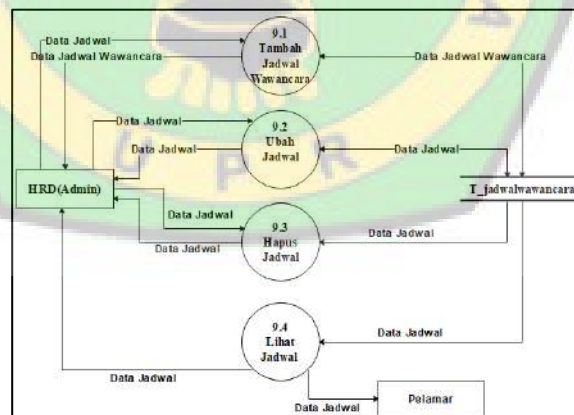 9.1
Tambah
Jadwal
Wawancara
Data Jadwal
Data Jadwal Wawancara
Data Jadwal Wawancara
9.2
Ubah
Jadwal
Data Jadwal
Data Jadwal
Data Jadwal
HRD(Admin)
T_jadwalwawancara
9.3
Hapus
Jadwal
Data Jadwal
Data Jadwal
Data Jadwal
9.4
Lihat
Jadwal
Data Jadwal
Data Jadwal
Data Jadwal
Pelamar
U P R
A